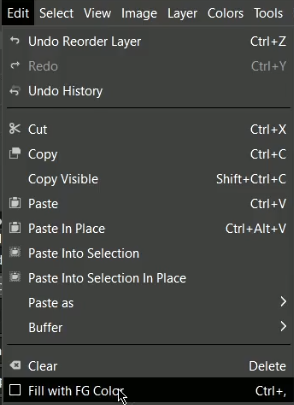 Edit Select View Image Layer Colors Tools
Undo Reorder Layer Ctrl+Z
Redo Ctrl+Y
Undo History
Cut Ctrl+X
Copy Ctrl+C
Copy Visible Shift+Ctrl+C
Paste Ctrl+V
Paste In Place Ctrl+Alt+V
Paste Into Selection
Paste Into Selection In Place
Paste as
Buffer
Clear Delete
Fill with FG Color Ctrl+,